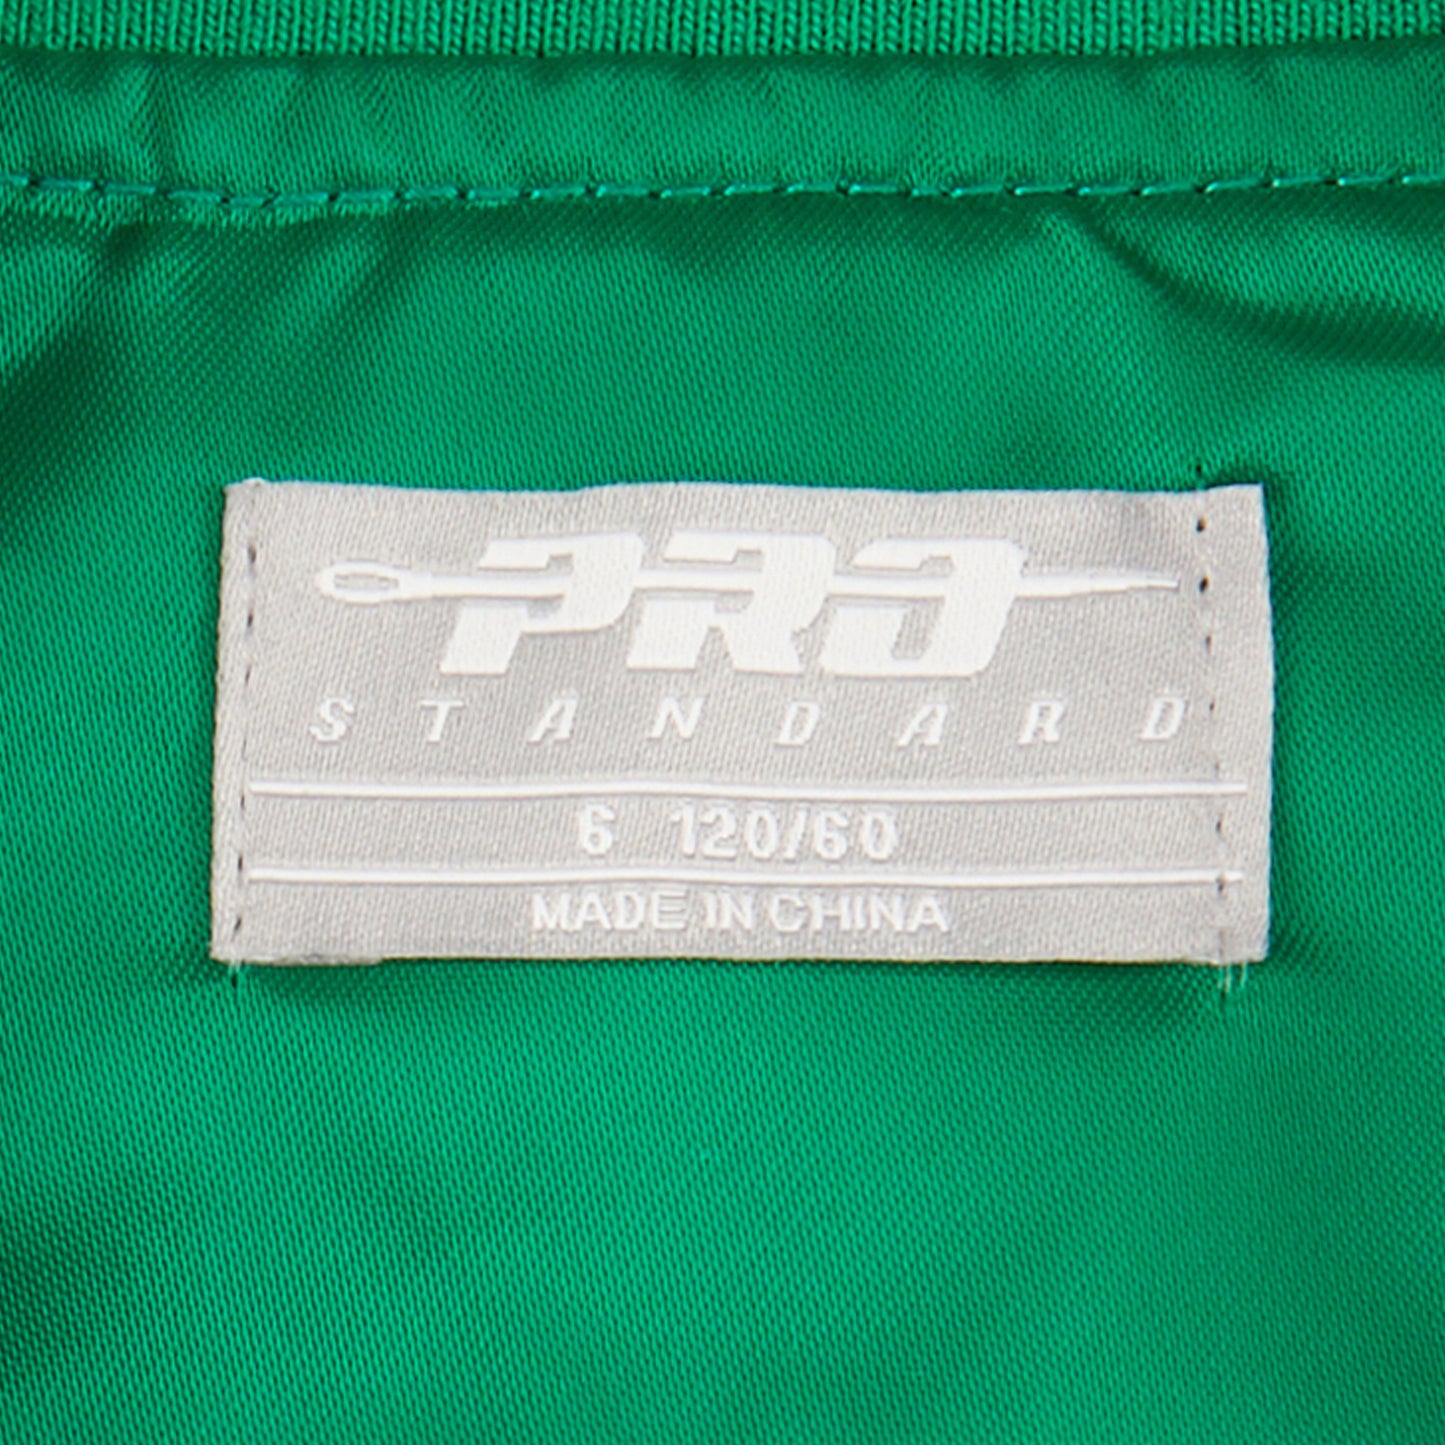 PRO
STANDARD
6 120/60
MADE IN CHINA